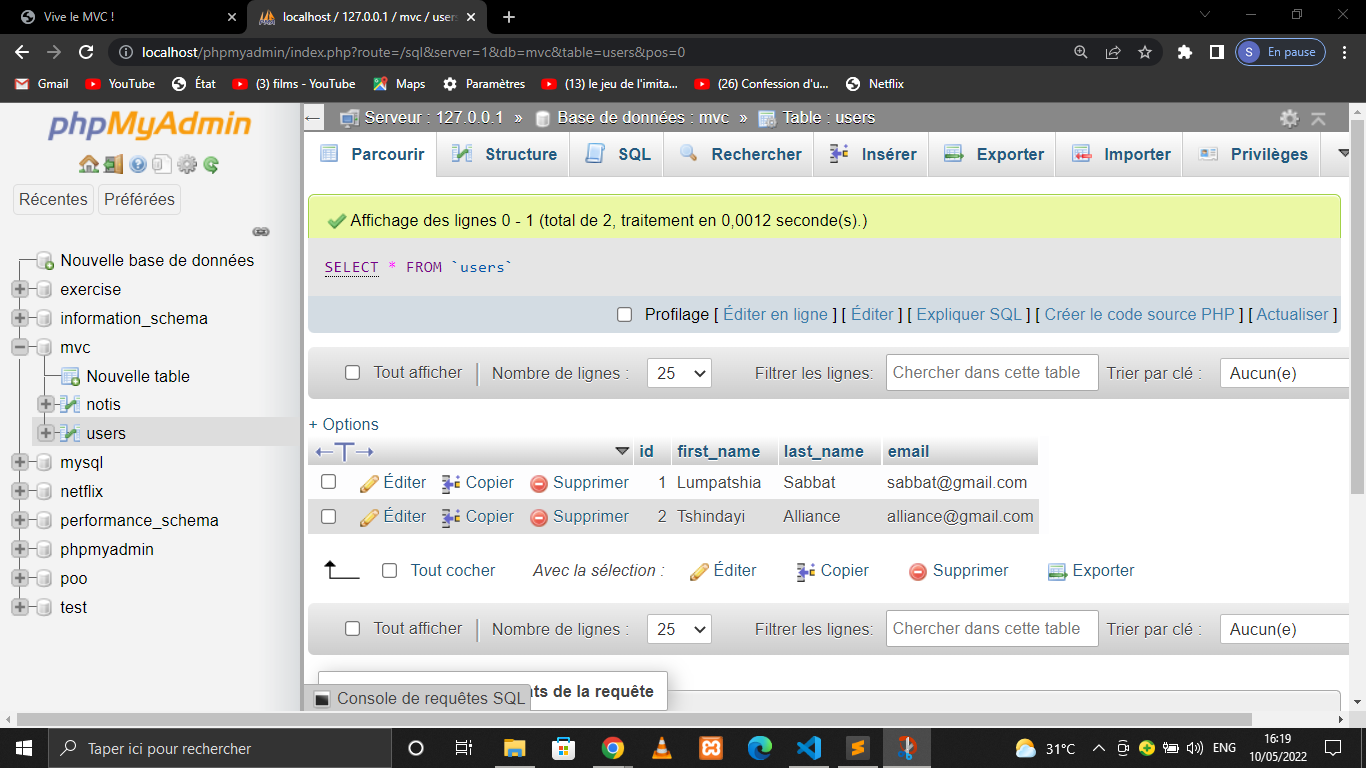 Vive le MVC !
localhost / 127.0.0.1 / mvc / users
localhost/phpmyadmin/index.php?route=/sql&server=1&db=mvc&table=users&pos=0
S En pause
Gmail YouTube État (3) films - YouTube Maps Paramètres (13) le jeu de l'imita... (26) Confession d'u... Netflix
phpMyAdmin
Récentes Préférées
Nouvelle base de données
exercise
information_schema
mvc
Nouvelle table
notis
users
mysql
netflix
performance_schema
phpmyadmin
poo
test
Serveur : 127.0.0.1 » Base de données : mvc » Table : users
Parcourir Structure SQL Rechercher Insérer Exporter Importer Privilèges
Affichage des lignes 0 - 1 (total de 2, traitement en 0,0012 seconde(s).)
SELECT * FROM `users`
Profilage [ Éditer en ligne ] [ Éditer ] [ Expliquer SQL ] [ Créer le code source PHP ] [ Actualiser ]
Tout afficher Nombre de lignes : 25 Filtrer les lignes: Chercher dans cette table Trier par clé : Aucun(e)
+ Options
←T→ id first_name last_name email
Éditer Copier Supprimer 1 Lumpatshia Sabbat sabbat@gmail.com
Éditer Copier Supprimer 2 Tshindayi Alliance alliance@gmail.com
Tout cocher Avec la sélection : Éditer Copier Supprimer Exporter
Tout afficher Nombre de lignes : 25 Filtrer les lignes: Chercher dans cette table Trier par clé : Aucun(e)
de la requête
Console de requêtes SQL
Taper ici pour rechercher
31°C ENG 16:19
10/05/2022